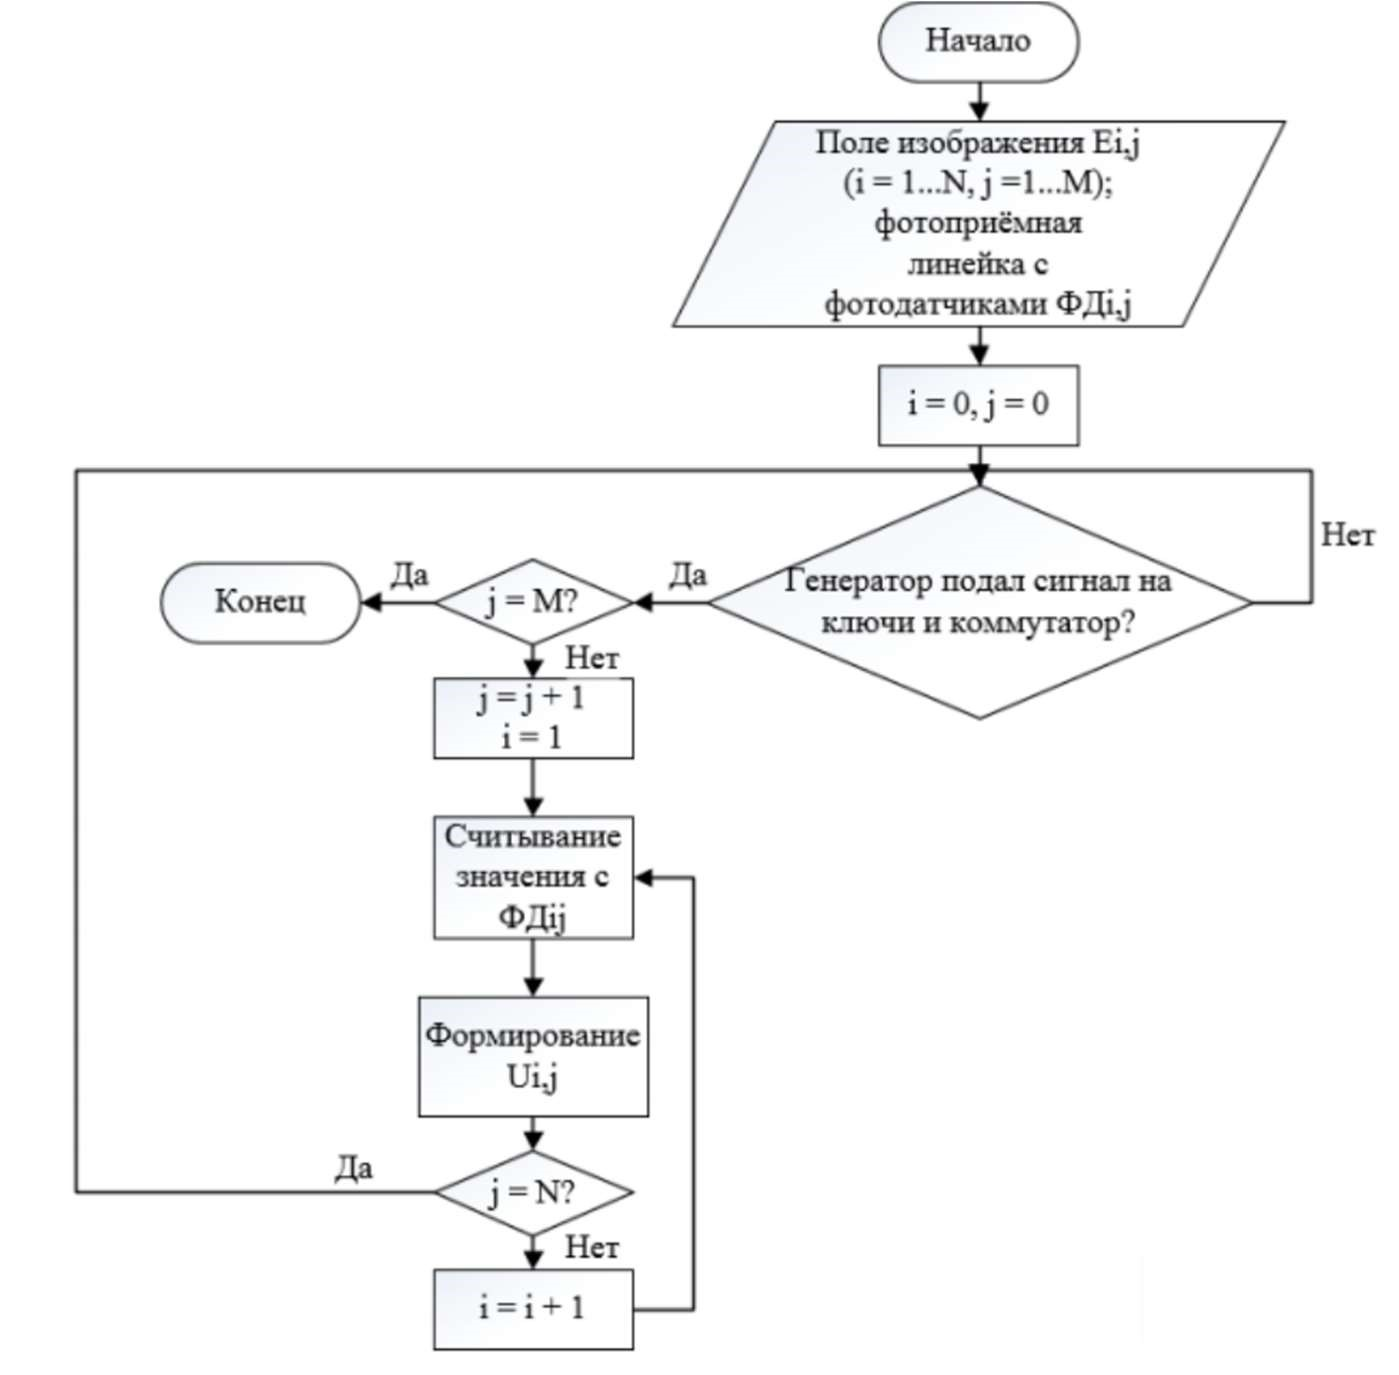 Начало
Поле изображения Ei,j
(i = 1...N, j =1...M);
фотоприёмная
линейка с
фотодатчиками ФДi,j
i = 0, j = 0
Нет
Генератор подал сигнал на
ключи и коммутатор?
Да
j = M?
Да
Конец
Нет
j = j + 1
i = 1
Считывание
значения с
ФДij
Формирование
Ui,j
j = N?
Да
Нет
i = i + 1